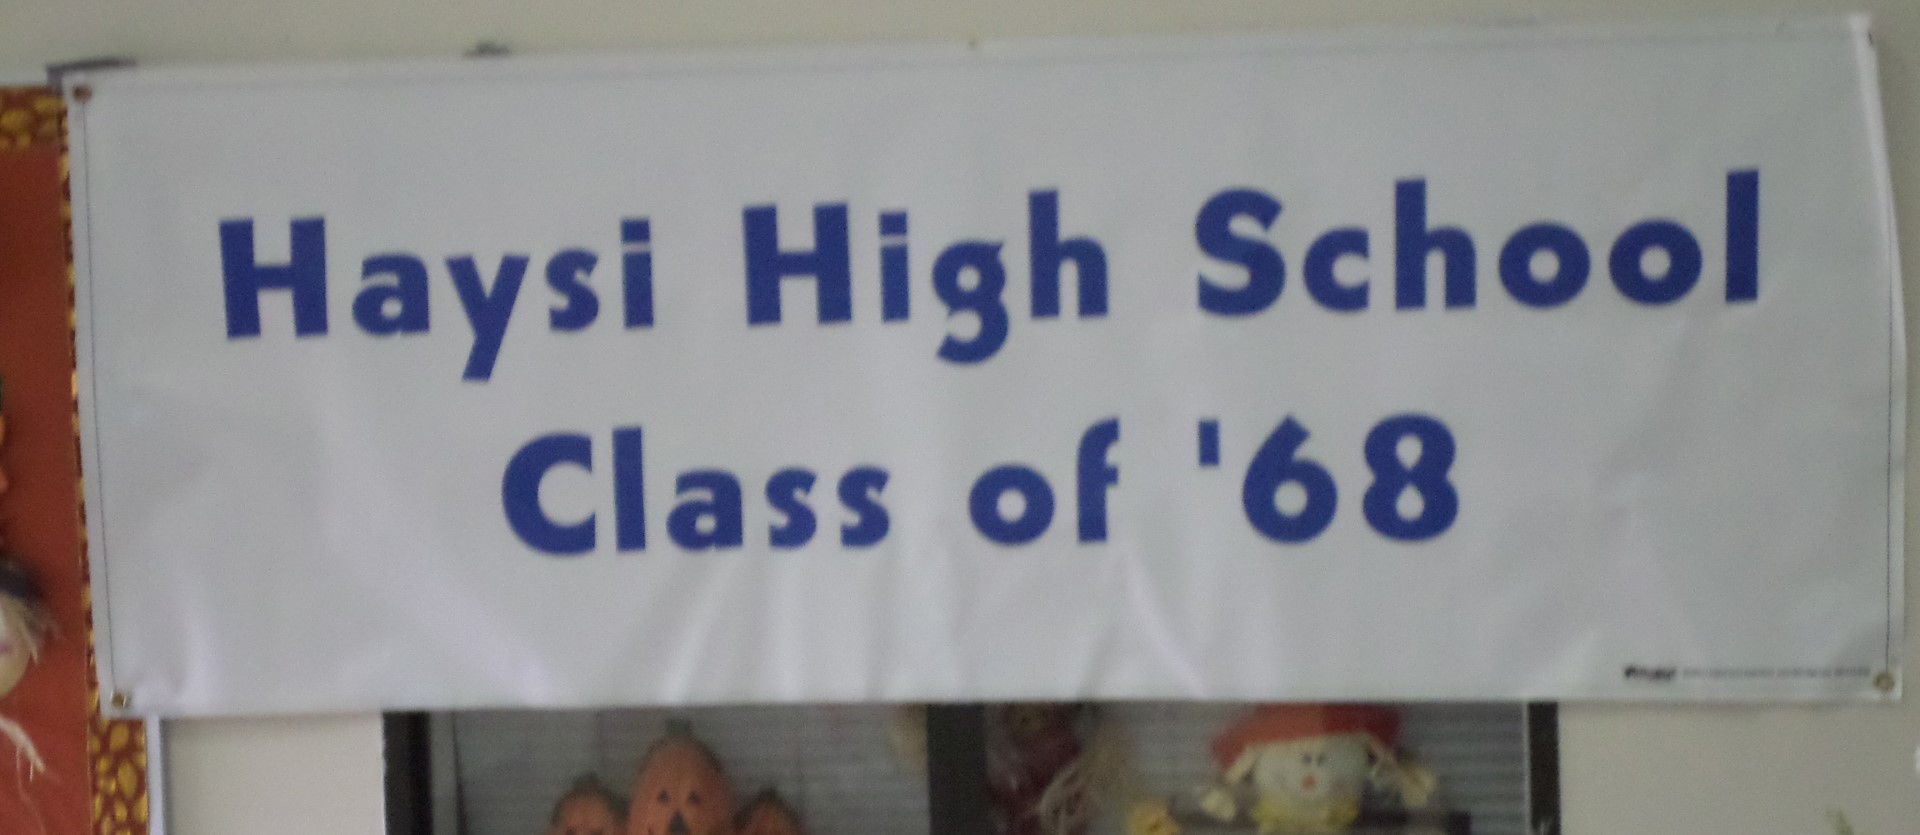 Haysi High School
Class of '68